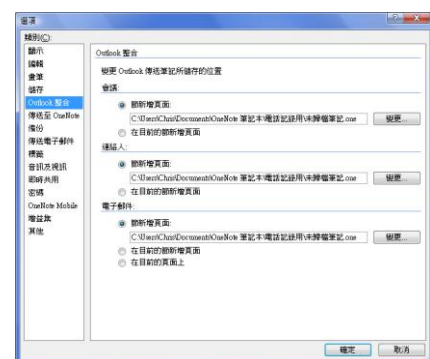 選項
類別(C):
顯示
編輯
畫筆
儲存
Outlook 整合
傳送至 OneNote
備份
傳送電子郵件
標籤
音訊及視訊
即時共用
密碼
OneNote Mobile
增益集
其他
Outlook 整合
變更 Outlook 傳送筆記所儲存的位置
會議:
節新增頁面:
C:\Users\Chris\Documents\OneNote 筆記本\電話記錄用\未歸檔筆記.one
變更...
在目前的節新增頁面
連絡人:
節新增頁面:
C:\Users\Chris\Documents\OneNote 筆記本\電話記錄用\未歸檔筆記.one
變更...
在目前的節新增頁面
電子郵件:
節新增頁面:
C:\Users\Chris\Documents\OneNote 筆記本\電話記錄用\未歸檔筆記.one
變更...
在目前的節新增頁面
在目前的頁面上
確定
取消